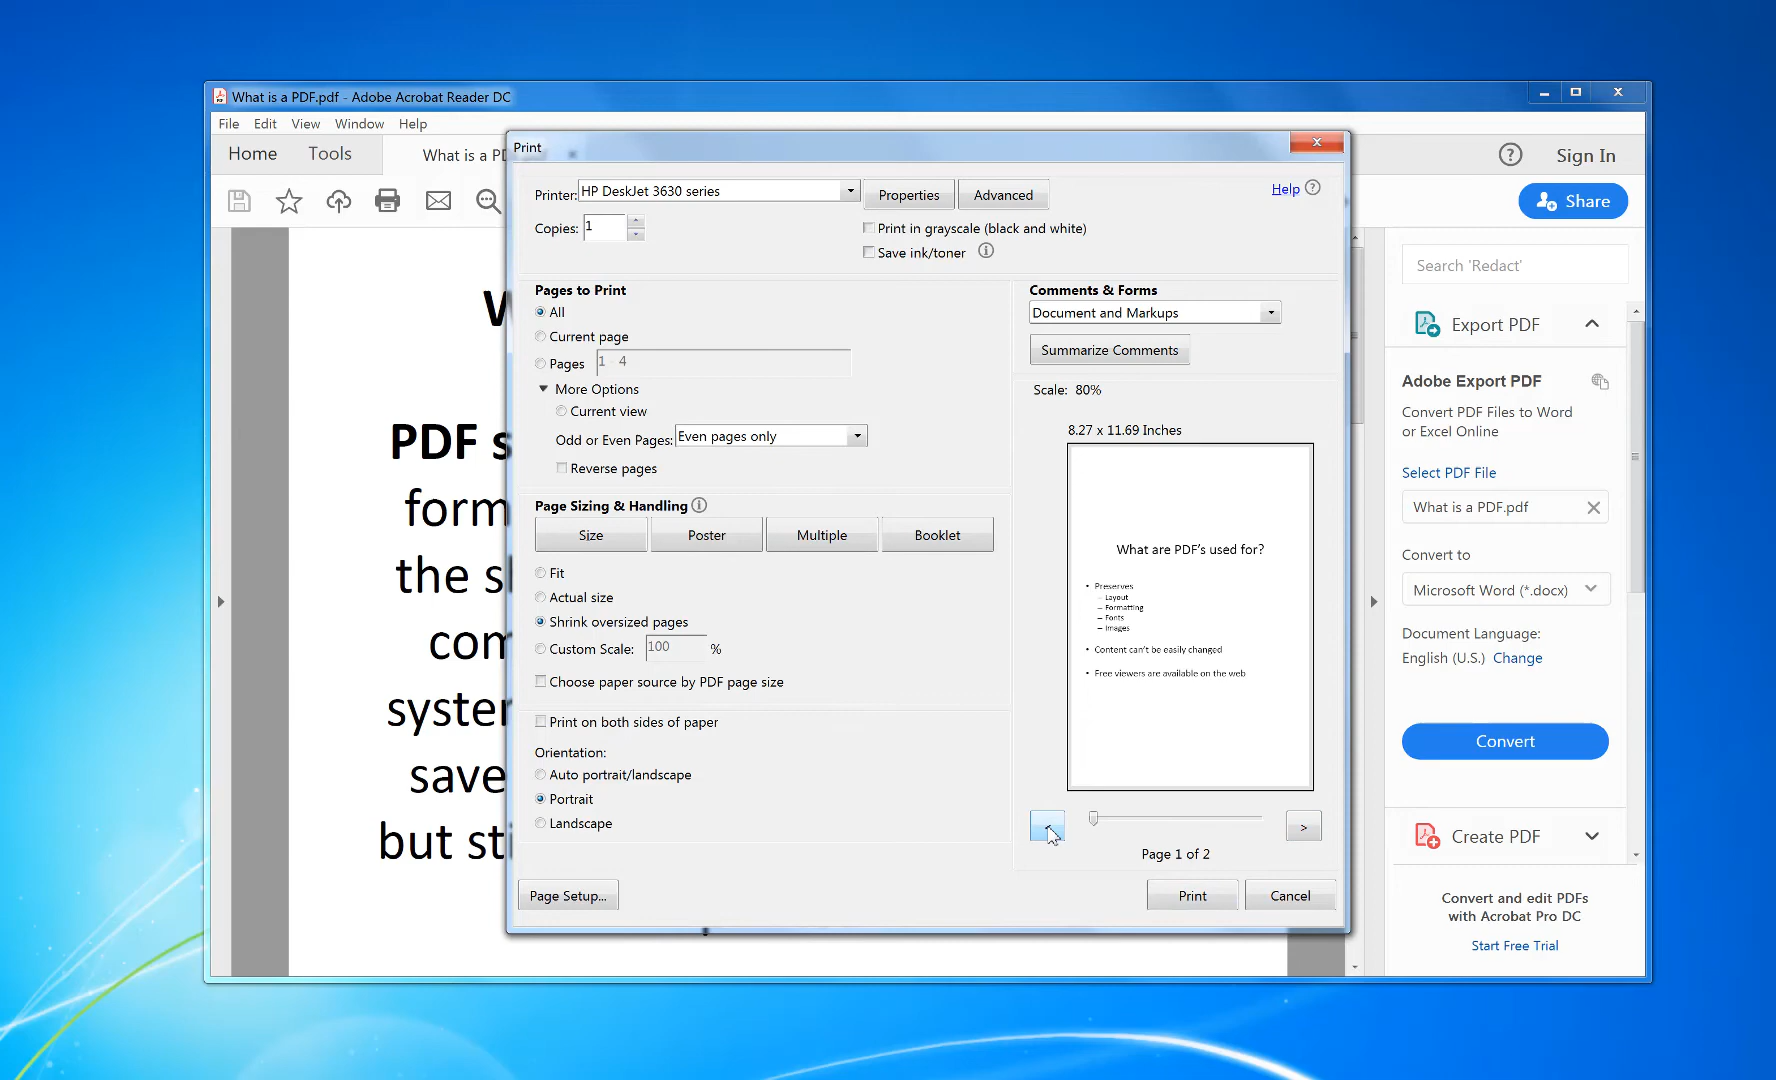 What is a PDF.pdf - Adobe Acrobat Reader DC
File Edit View Window Help
Home Tools What is a PD
Sign In
Share
Print
Printer: HP DeskJet 3630 series Properties Advanced Help
Copies: 1
Print in grayscale (black and white)
Save ink/toner
Pages to Print
All
Current page
Pages 1 - 4
More Options
Current view
Odd or Even Pages: Even pages only
Reverse pages
Page Sizing & Handling
Size Poster Multiple Booklet
Fit
Actual size
Shrink oversized pages
Custom Scale: 100 %
Choose paper source by PDF page size
Print on both sides of paper
Orientation:
Auto portrait/landscape
Portrait
Landscape
Page Setup...
Comments & Forms
Document and Markups
Summarize Comments
Scale: 80%
8.27 x 11.69 Inches
What are PDF's used for?
• Preserves
– Layout
– Formatting
– Fonts
– Images
• Content can't be easily changed
• Free viewers are available on the web
< >
Page 1 of 2
Print Cancel
W
PDF s
form
the s
com
syster
save
but sti
Search 'Redact'
Export PDF
Adobe Export PDF
Convert PDF Files to Word
or Excel Online
Select PDF File
What is a PDF.pdf
Convert to
Microsoft Word (*.docx)
Document Language:
English (U.S.) Change
Convert
Create PDF
Convert and edit PDFs
with Acrobat Pro DC
Start Free Trial